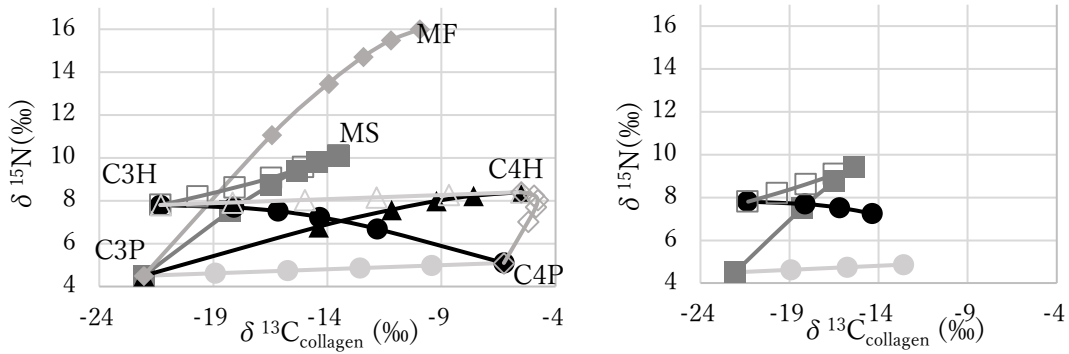 16
14
12
10
8
6
4
δ ¹⁵N(‰)
MF
MS
C3H
C4H
C3P
C4P
-24 -19 -14 -9 -4
δ ¹³Ccollagen (‰)
16
14
12
10
8
6
4
δ ¹⁵N(‰)
-24 -19 -14 -9 -4
δ ¹³Ccollagen (‰)